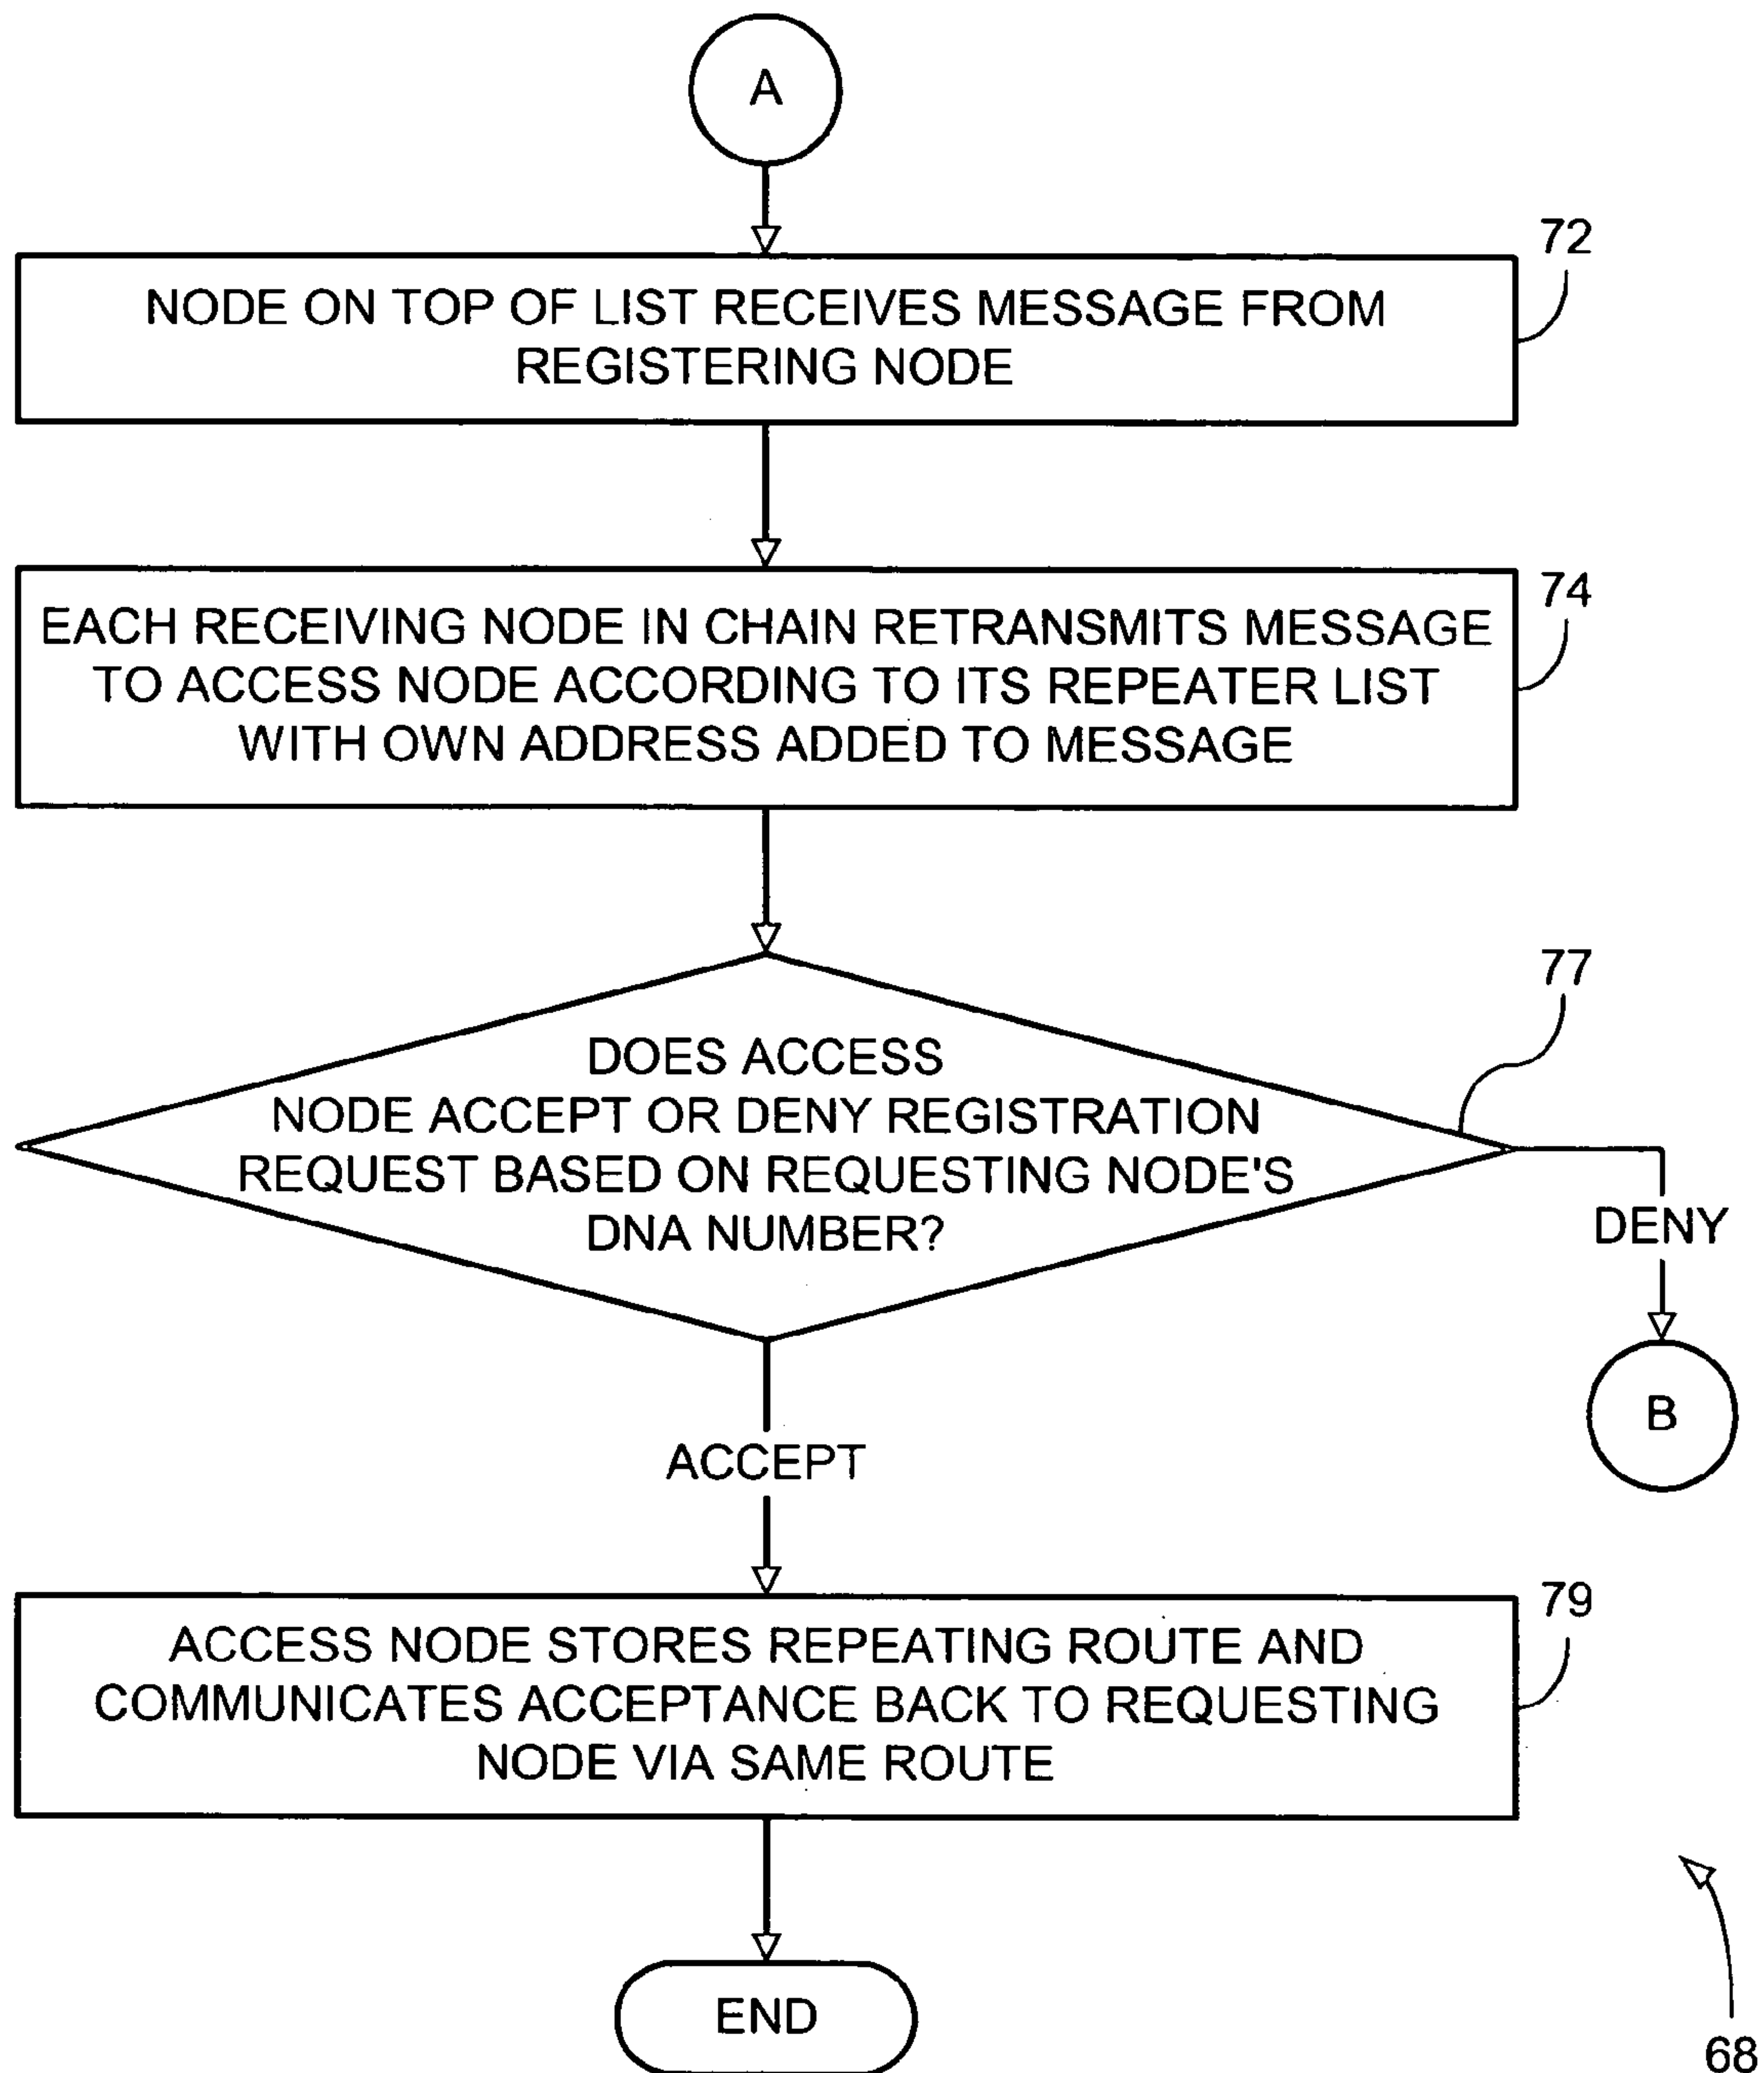 A
72
NODE ON TOP OF LIST RECEIVES MESSAGE FROM
REGISTERING NODE
74
EACH RECEIVING NODE IN CHAIN RETRANSMITS MESSAGE
TO ACCESS NODE ACCORDING TO ITS REPEATER LIST
WITH OWN ADDRESS ADDED TO MESSAGE
77
DOES ACCESS
NODE ACCEPT OR DENY REGISTRATION
REQUEST BASED ON REQUESTING NODE'S
DNA NUMBER?
DENY
B
ACCEPT
79
ACCESS NODE STORES REPEATING ROUTE AND
COMMUNICATES ACCEPTANCE BACK TO REQUESTING
NODE VIA SAME ROUTE
END
68